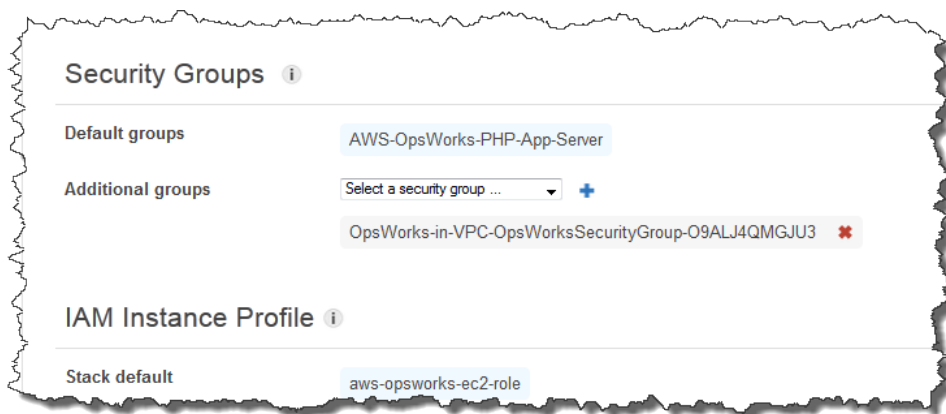 Security Groups i
Default groups AWS-OpsWorks-PHP-App-Server
Additional groups Select a security group ...
OpsWorks-in-VPC-OpsWorksSecurityGroup-O9ALJ4QMGJU3
IAM Instance Profile i
Stack default aws-opsworks-ec2-role